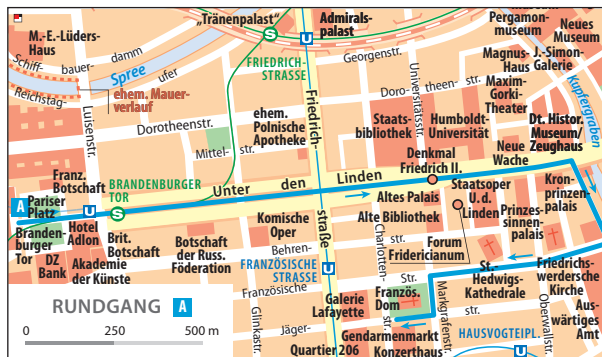 M.-E.-Lüders-
Haus
„Tränenpalast"
Admirals-
palast
Pergamon-
museum
Neues
Museum
Schiff-
bauer-
damm
Spree
ufer
Reichstag-
ehem. Mauer-
verlauf
S
U
FRIEDRICH-
STRASSE
Georgenstr.
Magnus-
Haus
J.-Simon-
Galerie
Kupfergraben
Doro-
theen-
str.
Maxim-
Gorki-
Theater
Universitätsstr.
Luisenstr.
Dorotheenstr.
Mittel-
str.
ehem.
Polnische
Apotheke
Friedrich-
straße
Staats-
bibliothek
Humboldt-
Universität
Dt. Histor.
Museum/
Zeughaus
Neue
Wache
Denkmal
Friedrich II.
Franz.
Botschaft
BRANDENBURGER
TOR
Unter den Linden
A
Pariser
Platz
U
S
Altes Palais
Staatsoper
U. d.
Linden
Kron-
prinzen-
palais
Branden-
burger
Tor
Hotel
Adlon
DZ
Bank
Brit.
Botschaft
Akademie
der Künste
Botschaft
der Russ.
Föderation
Komische
Oper
Alte Bibliothek
Prinzes-
sinnen-
palais
Behren-
str.
Charlotten-
str.
Forum
Fridericianum
FRANZÖSISCHE
STRASSE
U
Französische
Str.
St.-
Hedwigs-
Kathedrale
Friedrichs-
werdersche
Kirche
Glinkastr.
Galerie
Lafayette
Französ.
Dom
Markgrafenstr.
Oberwallstr.
Aus-
wärtiges
Amt
Jäger-
str.
Quartier 206
Gendarmenmarkt
Konzerthaus
HAUSVOGTEIPL.
U
RUNDGANG A
0 250 500 m